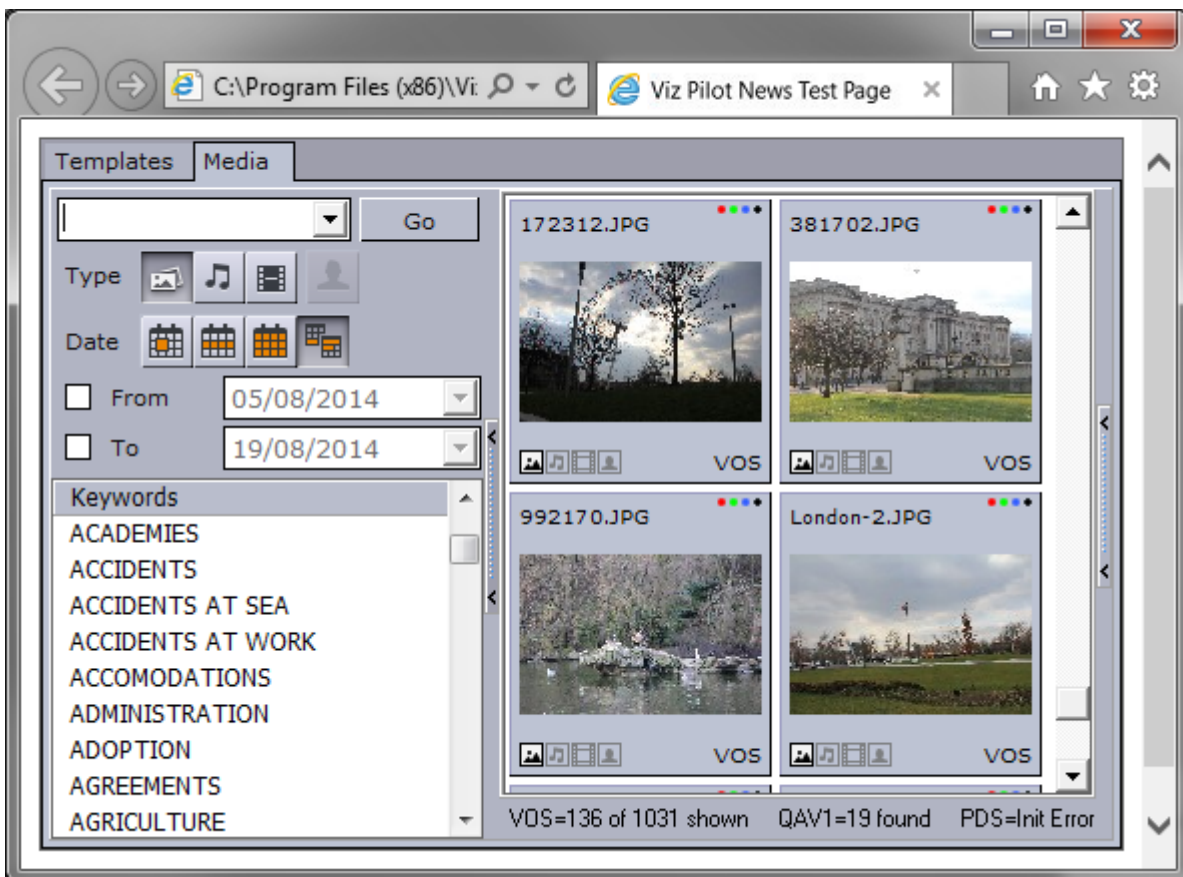 C:\Program Files (x86)\Vi:
Viz Pilot News Test Page
Templates
Media
Go
Type
Date
From 05/08/2014
To 19/08/2014
Keywords
ACADEMIES
ACCIDENTS
ACCIDENTS AT SEA
ACCIDENTS AT WORK
ACCOMODATIONS
ADMINISTRATION
ADOPTION
AGREEMENTS
AGRICULTURE
172312.JPG
VOS
381702.JPG
VOS
992170.JPG
VOS
London-2.JPG
VOS
VOS=136 of 1031 shown QAV1=19 found PDS=Init Error